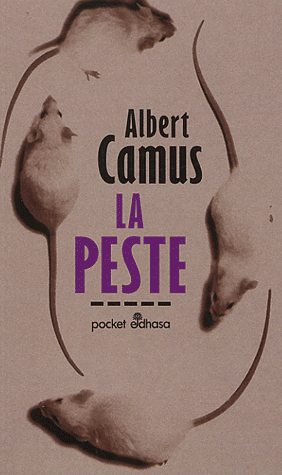 Albert
Camus
LA
PESTE
pocket edhasa